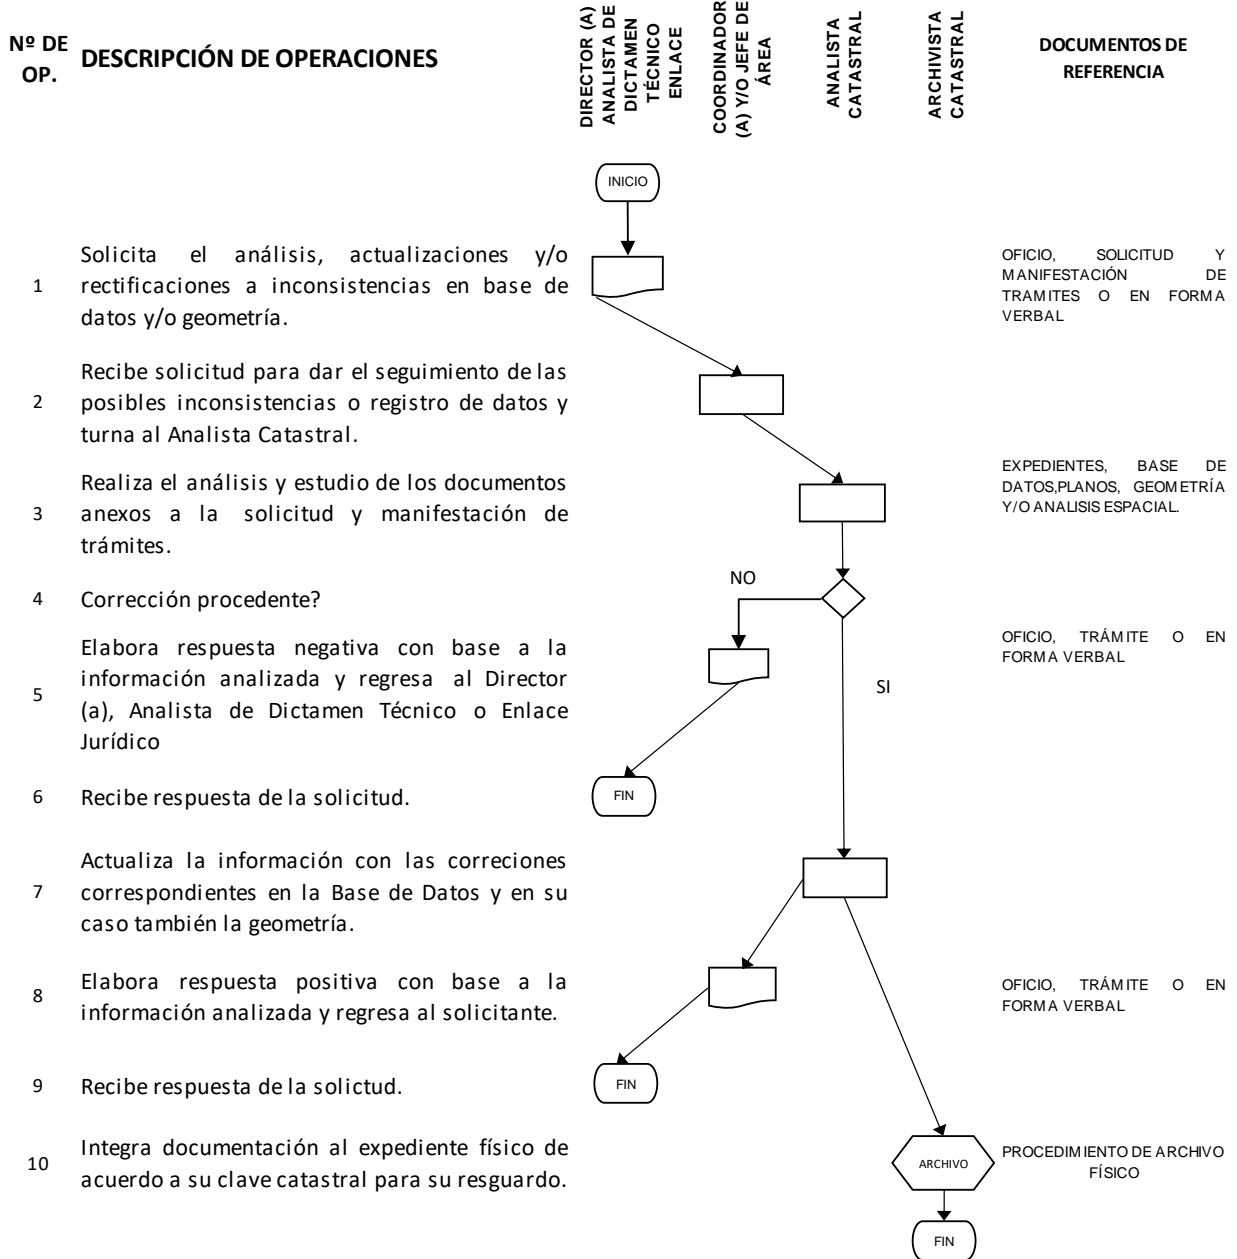 Nº DE
OP.
DESCRIPCIÓN DE OPERACIONES
DIRECTOR (A)
ANALISTA DE
DICTAMEN
TÉCNICO
ENLACE
COORDINADOR
(A) Y/O JEFE DE
ÁREA
ANALISTA
CATASTRAL
ARCHIVISTA
CATASTRAL
DOCUMENTOS DE
REFERENCIA
INICIO
1
Solicita el análisis, actualizaciones y/o
rectificaciones a inconsistencias en base de
datos y/o geometría.
OFICIO, SOLICITUD Y
MANIFESTACIÓN DE
TRAMITES O EN FORMA
VERBAL
2
Recibe solicitud para dar el seguimiento de las
posibles inconsistencias o registro de datos y
turna al Analista Catastral.
3
Realiza el análisis y estudio de los documentos
anexos a la solicitud y manifestación de
trámites.
EXPEDIENTES, BASE DE
DATOS,PLANOS, GEOMETRÍA
Y/O ANALISIS ESPACIAL.
4
Corrección procedente?
NO
SI
5
Elabora respuesta negativa con base a la
información analizada y regresa al Director
(a), Analista de Dictamen Técnico o Enlace
Jurídico
OFICIO, TRÁMITE O EN
FORMA VERBAL
6
Recibe respuesta de la solicitud.
FIN
7
Actualiza la información con las correciones
correspondientes en la Base de Datos y en su
caso también la geometría.
8
Elabora respuesta positiva con base a la
información analizada y regresa al solicitante.
OFICIO, TRÁMITE O EN
FORMA VERBAL
9
Recibe respuesta de la solictud.
FIN
10
Integra documentación al expediente físico de
acuerdo a su clave catastral para su resguardo.
ARCHIVO
PROCEDIMIENTO DE ARCHIVO
FÍSICO
FIN